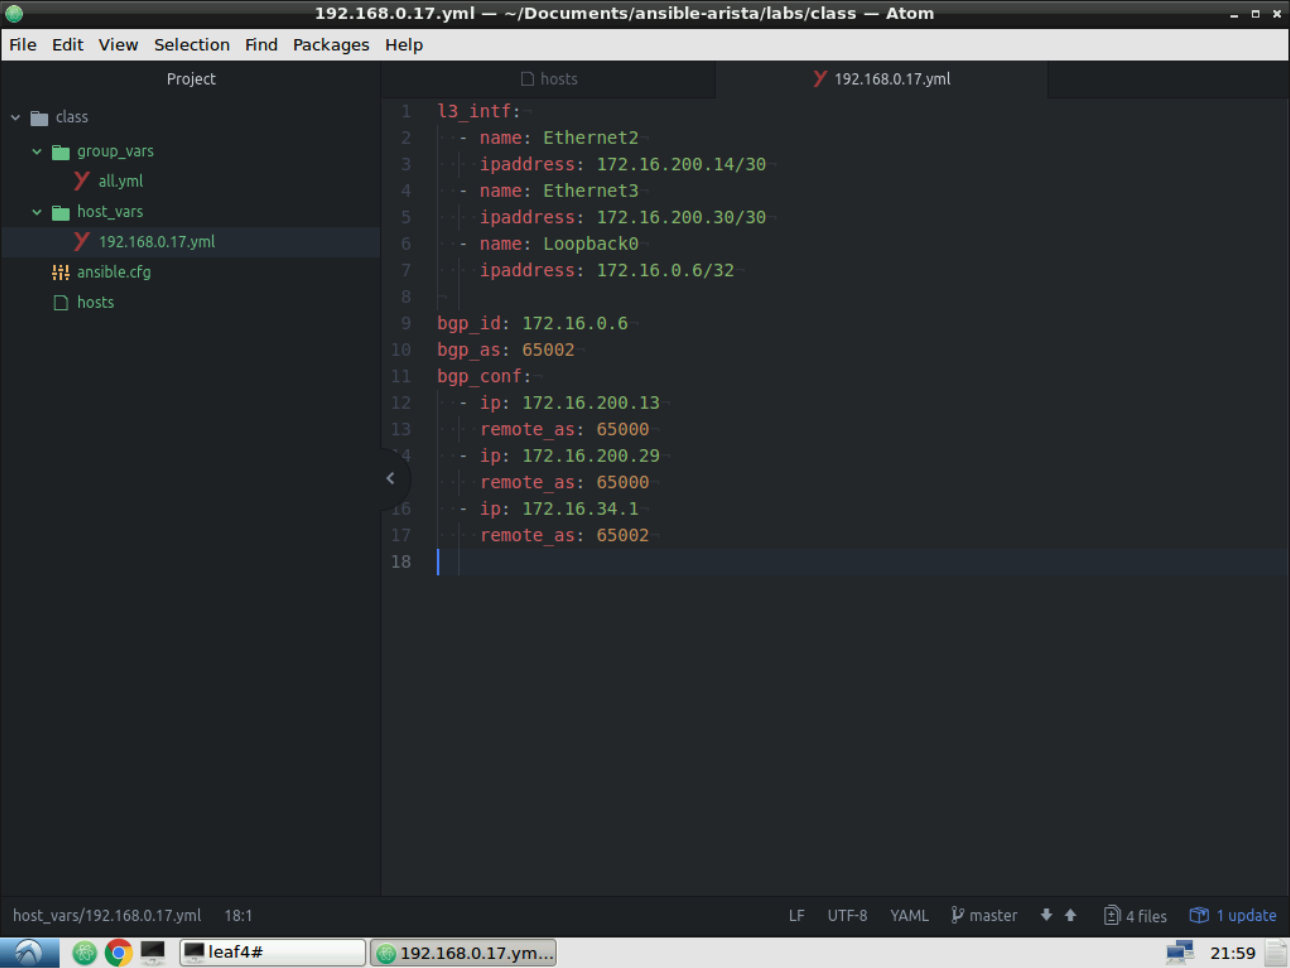 192.168.0.17.yml — ~/Documents/ansible-arista/labs/class — Atom
File Edit View Selection Find Packages Help
Project
hosts
192.168.0.17.yml
class
group_vars
all.yml
host_vars
192.168.0.17.yml
ansible.cfg
hosts
1 l3_intf:
2 - name: Ethernet2
3 ipaddress: 172.16.200.14/30
4 - name: Ethernet3
5 ipaddress: 172.16.200.30/30
6 - name: Loopback0
7 ipaddress: 172.16.0.6/32
8
9 bgp_id: 172.16.0.6
10 bgp_as: 65002
11 bgp_conf:
12 - ip: 172.16.200.13
13 remote_as: 65000
- ip: 172.16.200.29
remote_as: 65000
16 - ip: 172.16.34.1
17 remote_as: 65002
18
host_vars/192.168.0.17.yml 18:1 LF UTF-8 YAML master 4 files 1 update
leaf4# 192.168.0.17.ym... 21:59